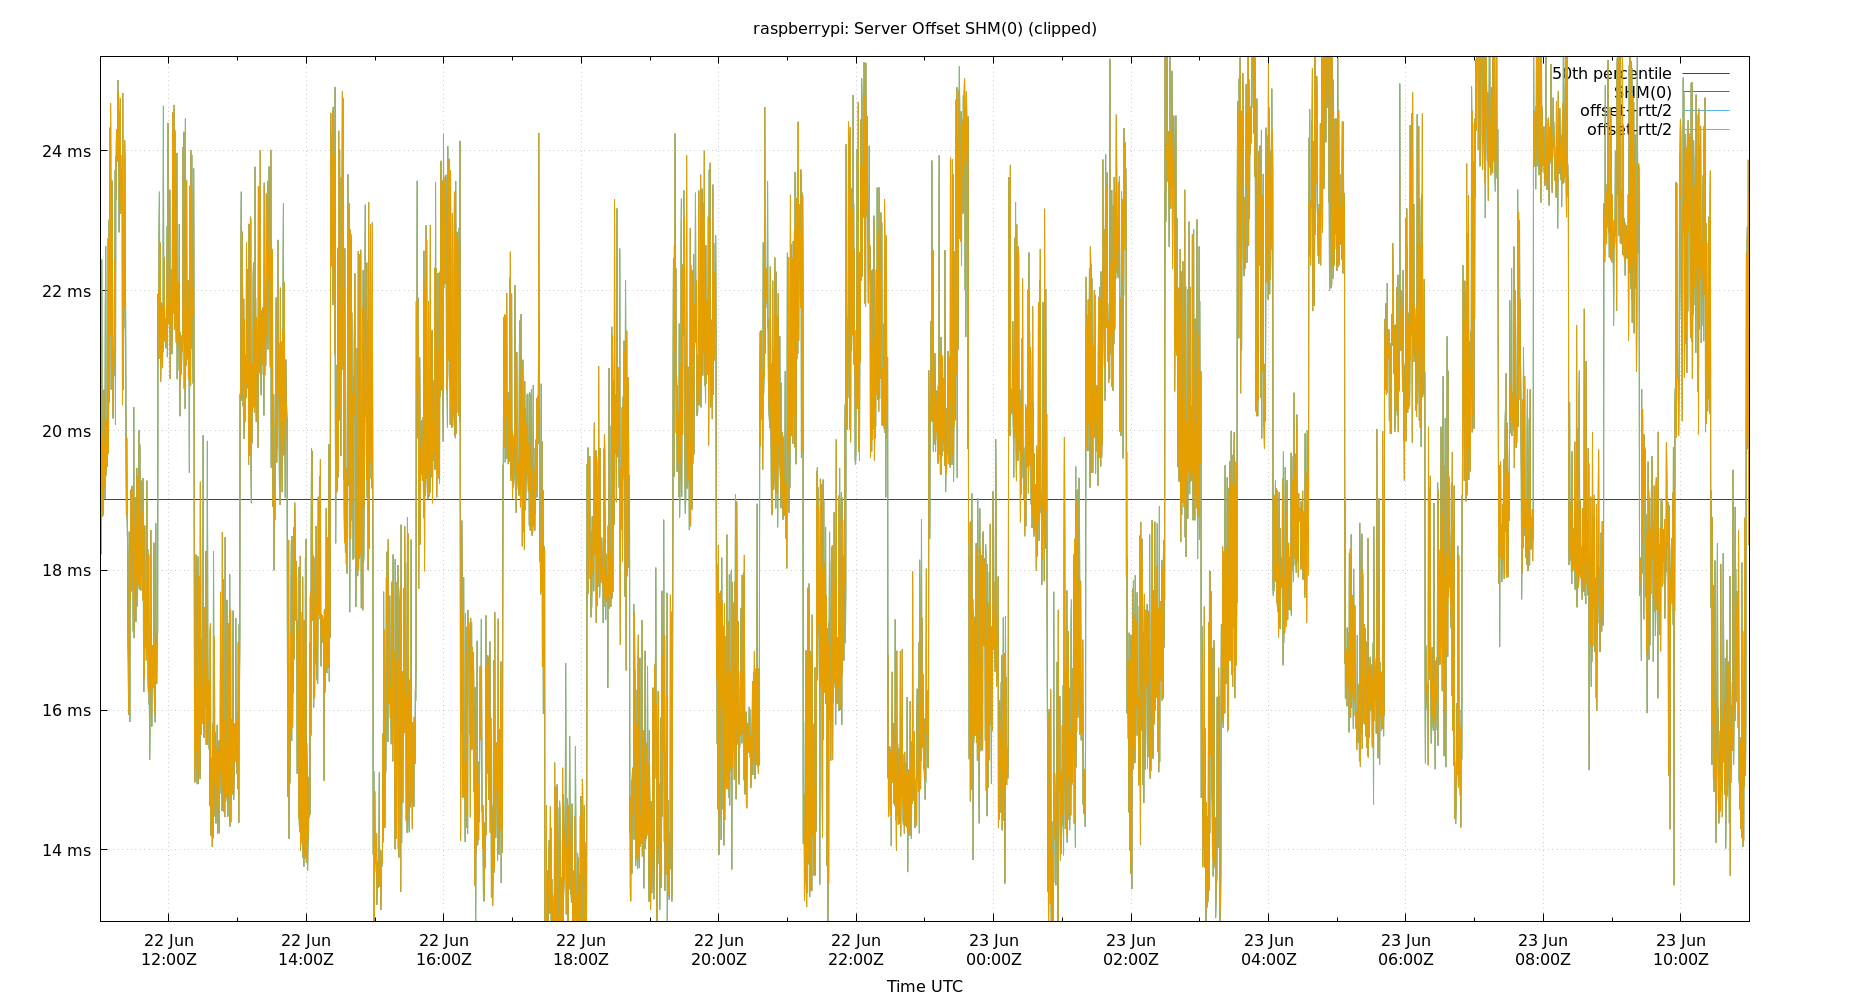 raspberrypi: Server Offset SHM(0) (clipped)
50th percentile
SHM(0)
offset+rtt/2
offset-rtt/2
24 ms
22 ms
20 ms
18 ms
16 ms
14 ms
22 Jun 22 Jun 22 Jun 22 Jun 22 Jun 22 Jun 23 Jun 23 Jun 23 Jun 23 Jun 23 Jun 23 Jun
12:00Z 14:00Z 16:00Z 18:00Z 20:00Z 22:00Z 00:00Z 02:00Z 04:00Z 06:00Z 08:00Z 10:00Z
Time UTC